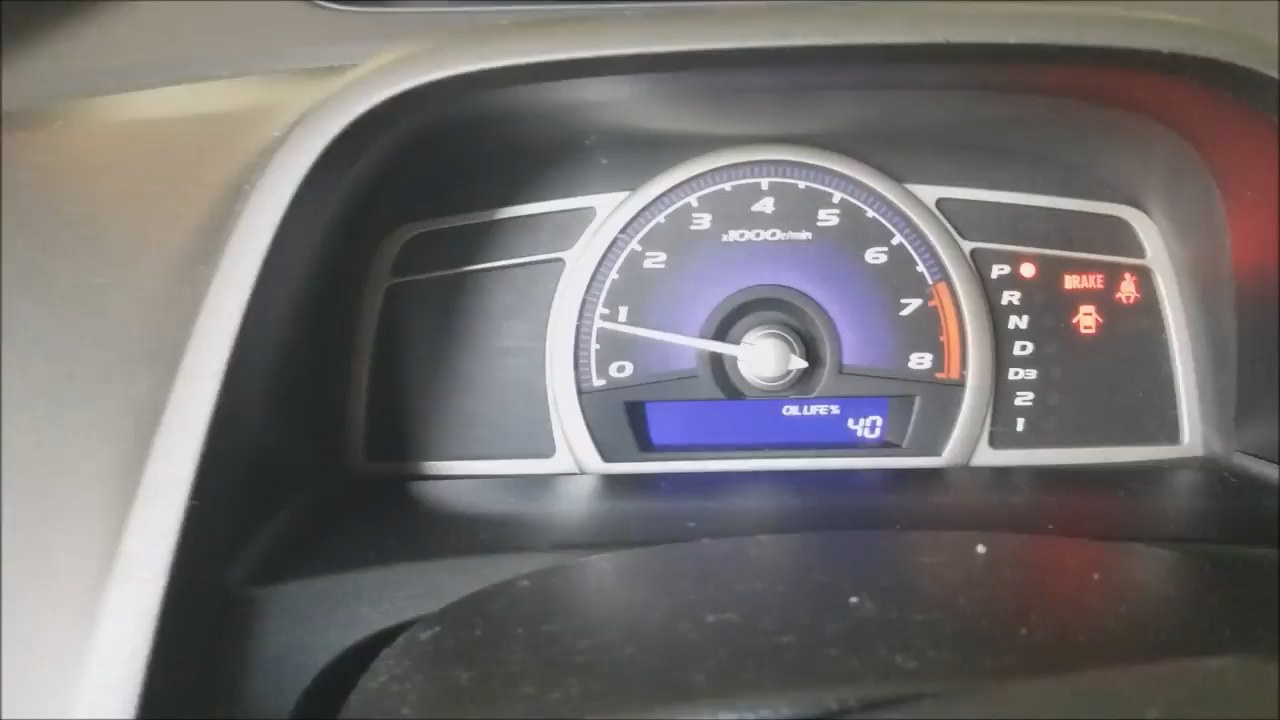 0 1 2 3 4 5 6 7 8
x1000r/min
OIL LIFE %
40
P
R
N
D
D3
2
1
BRAKE